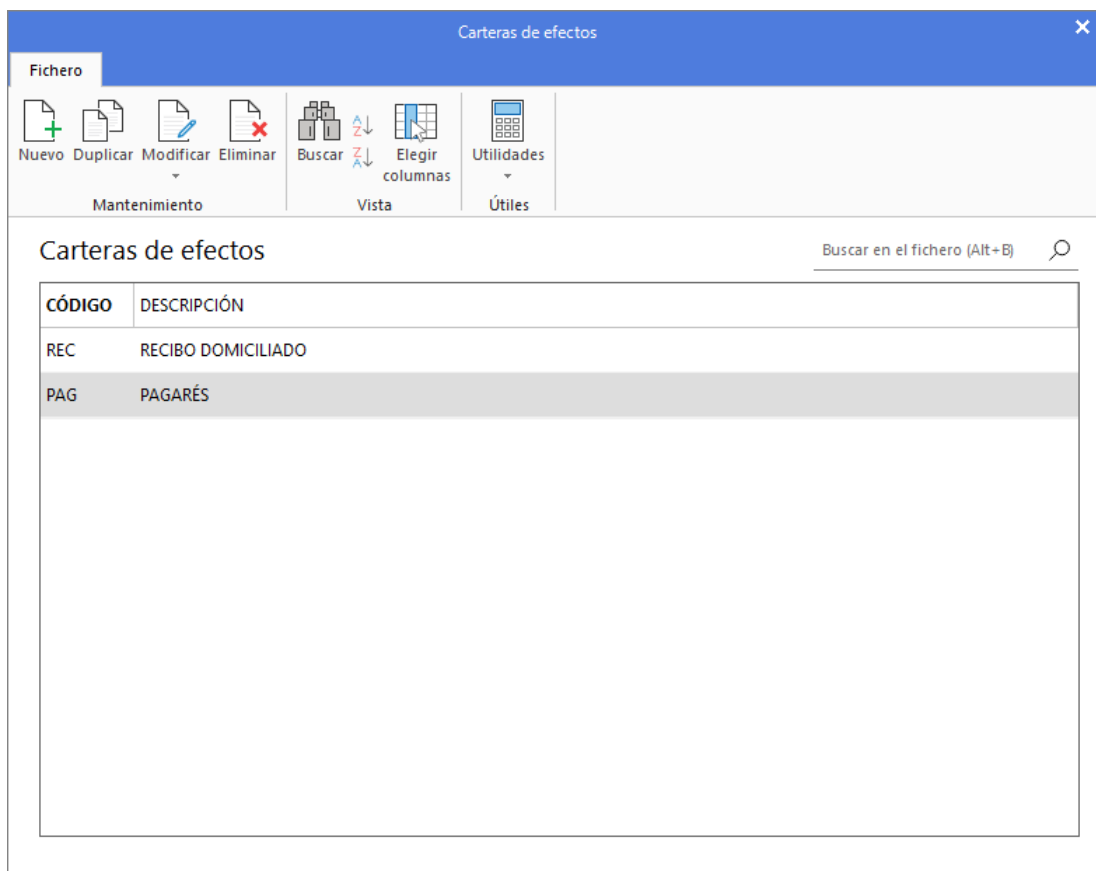 Carteras de efectos
Fichero
Nuevo Duplicar Modificar Eliminar Buscar Elegir columnas Utilidades
Mantenimiento Vista Útiles
Carteras de efectos
Buscar en el fichero (Alt+B)
CÓDIGO DESCRIPCIÓN
REC RECIBO DOMICILIADO
PAG PAGARÉS